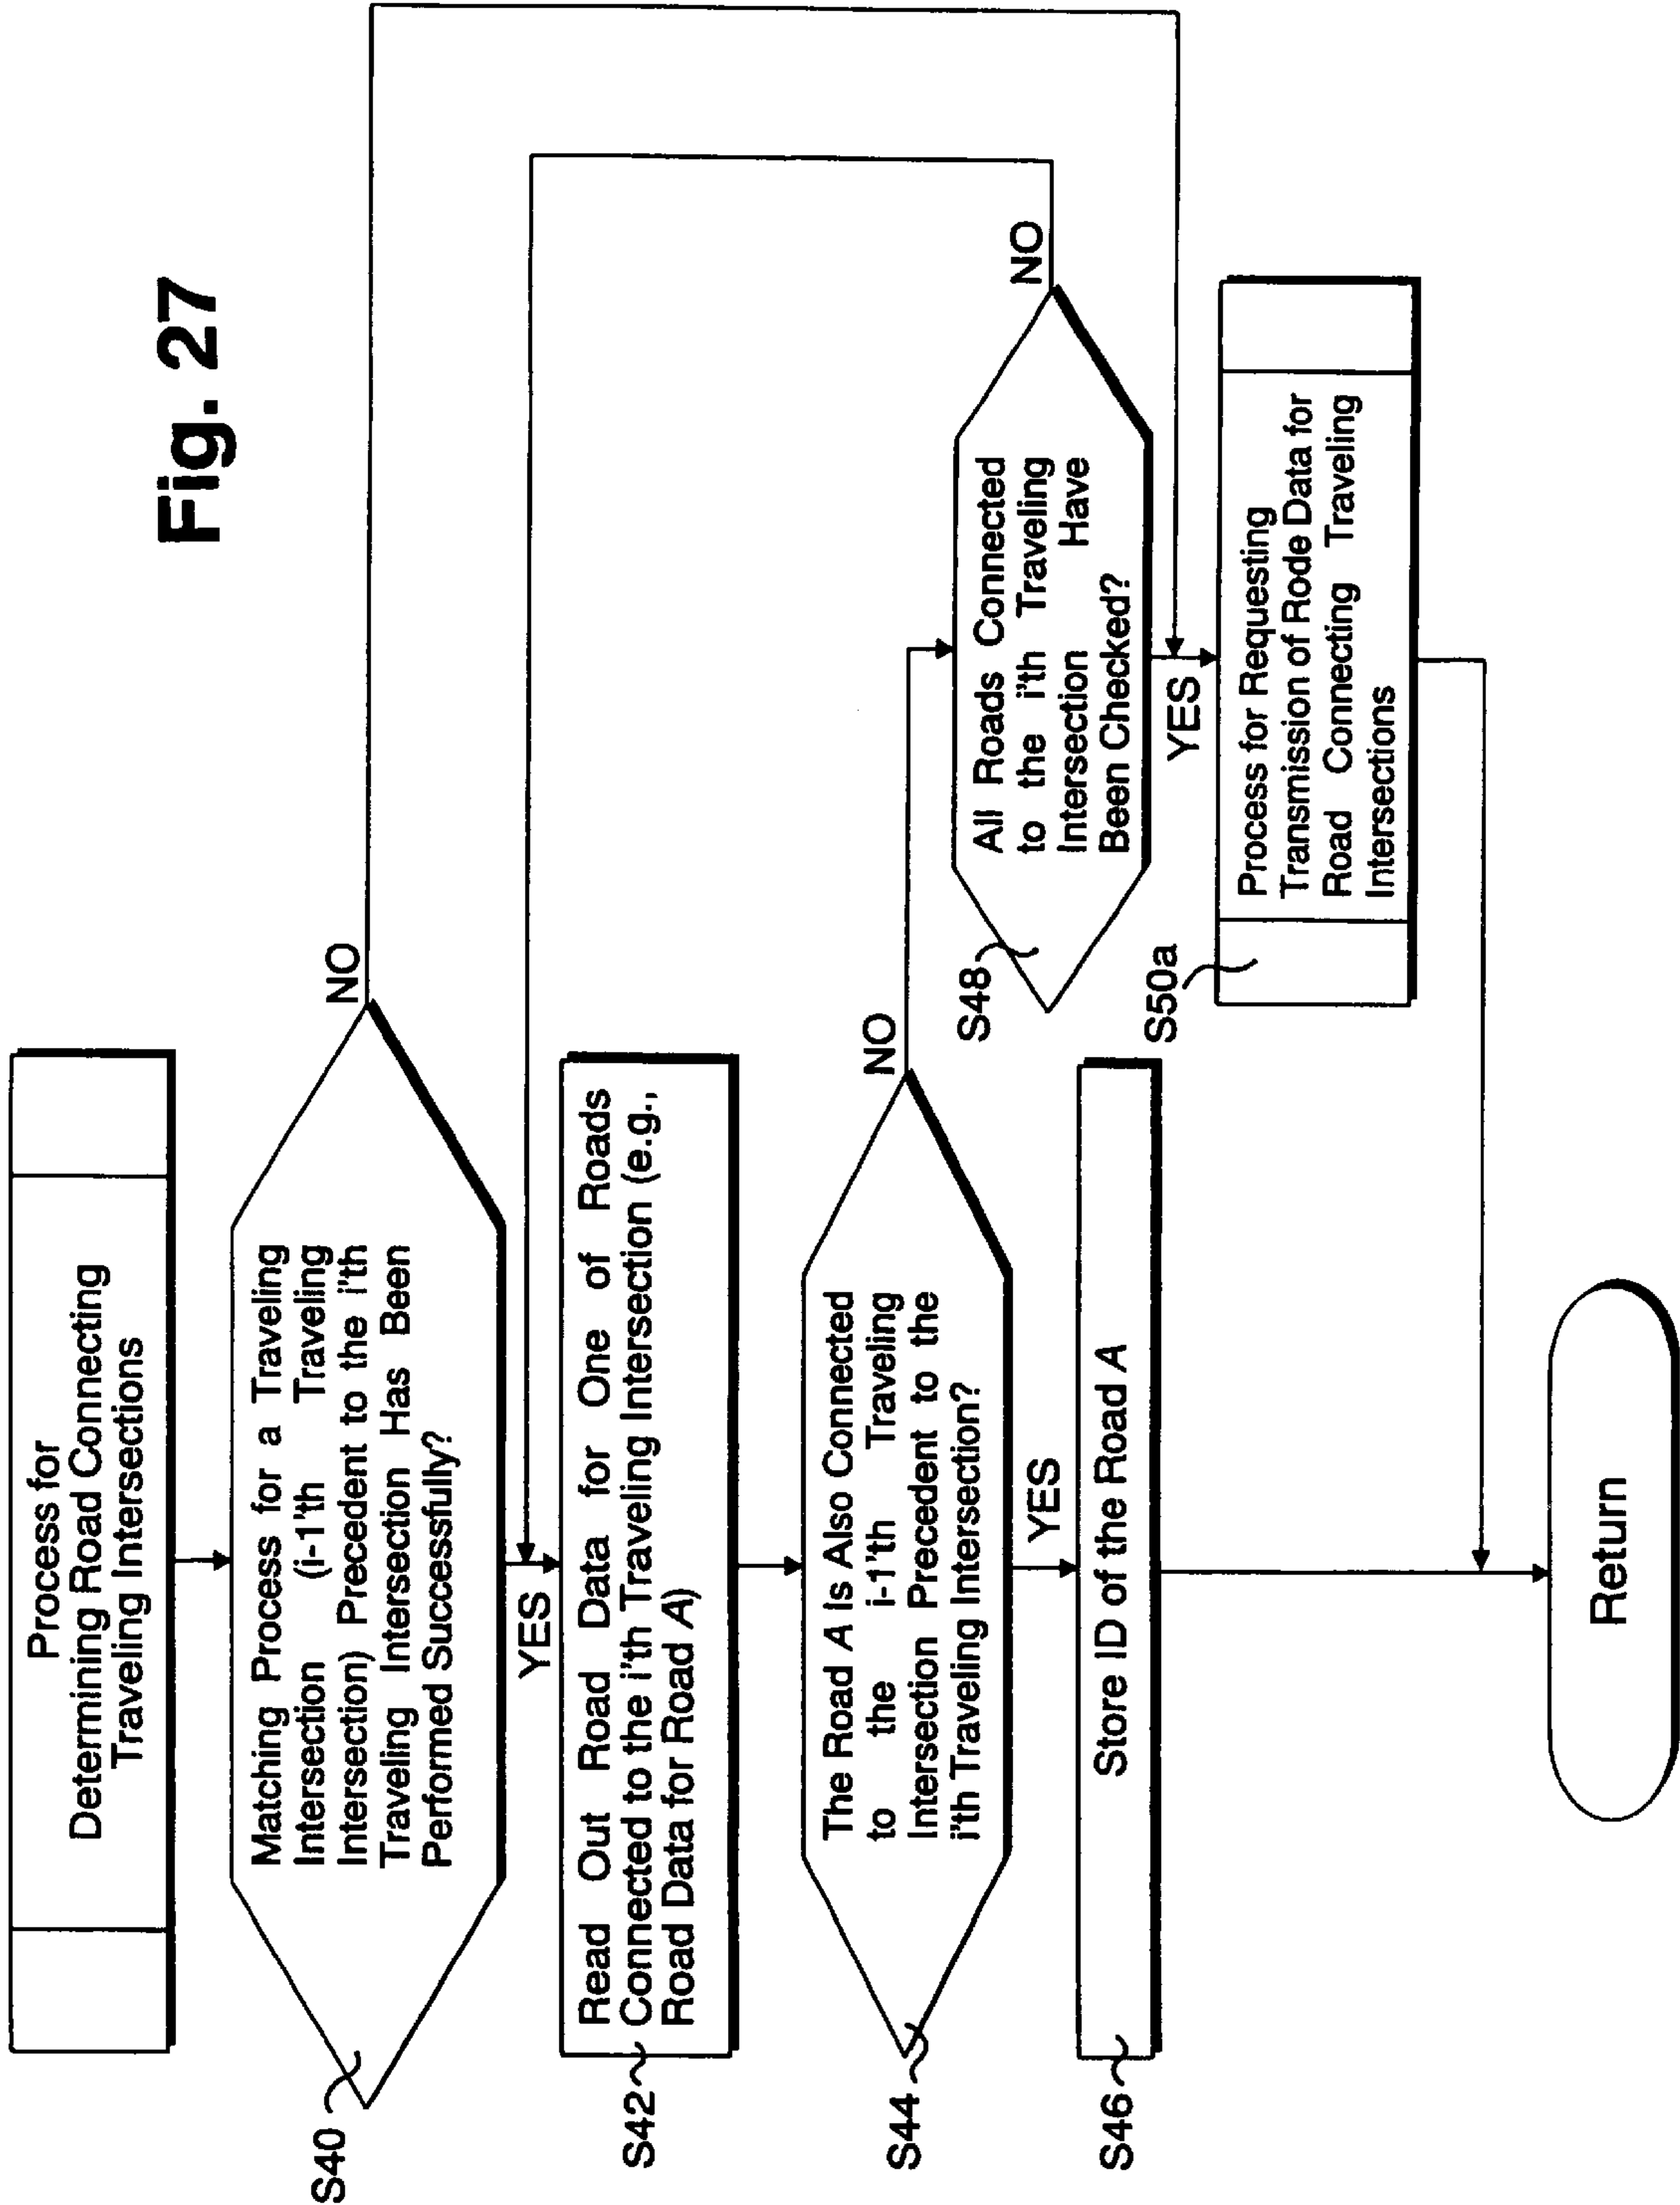 Fig. 27
Process for
Determining Road Connecting
Traveling Intersections
S40
Matching Process for a Traveling
Intersection (i-1'th Traveling
Intersection) Precedent to the i'th
Traveling Intersection Has Been
Performed Successfully?
NO
YES
S42
Read Out Road Data for One of Roads
Connected to the i'th Traveling Intersection (e.g.,
Road Data for Road A)
S44
The Road A Is Also Connected
to the i-1'th Traveling
Intersection Precedent to the
i'th Traveling Intersection?
NO
YES
S46
Store ID of the Road A
S48
All Roads Connected
to the i'th Traveling
Intersection Have
Been Checked?
NO
YES
S50a
Process for Requesting
Transmission of Rode Data for
Road Connecting Traveling
Intersections
Return